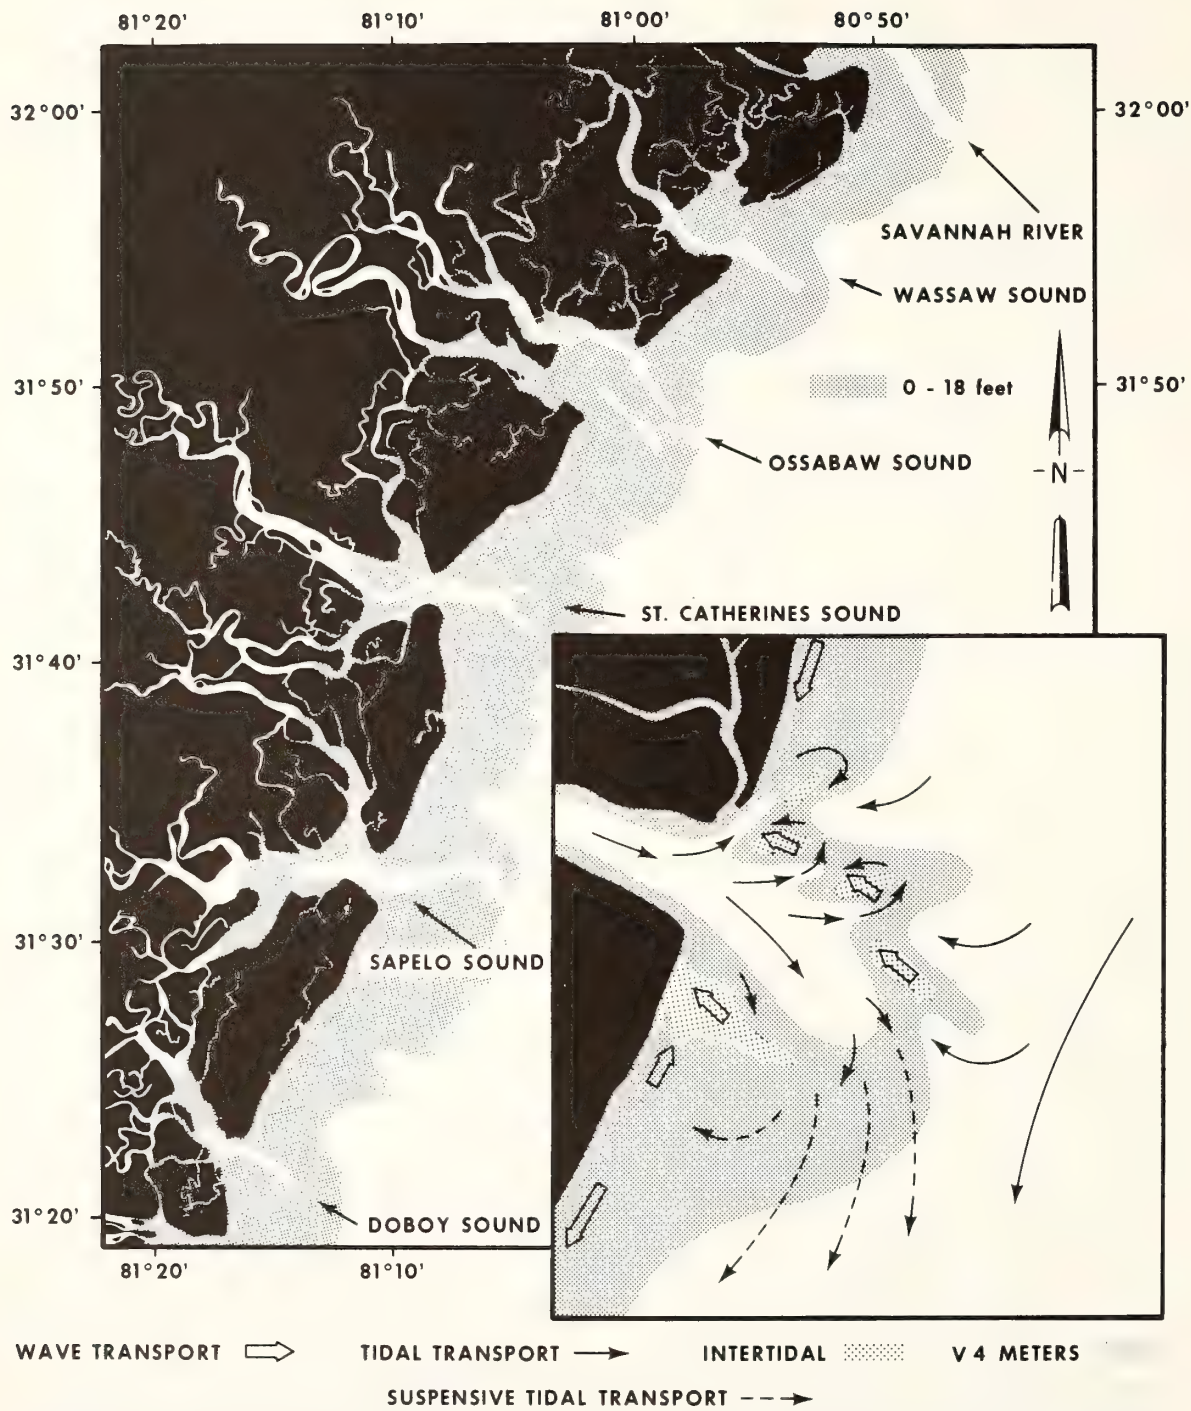 81°20' 81°10' 81°00' 80°50'
32°00' 32°00'
SAVANNAH RIVER
WASSAW SOUND
31°50' 0 - 18 feet 31°50'
OSSABAW SOUND
-N-
ST. CATHERINES SOUND
31°40'
31°30'
SAPELO SOUND
31°20'
DOBOY SOUND
81°20' 81°10'
WAVE TRANSPORT TIDAL TRANSPORT INTERTIDAL V 4 METERS
SUSPENSIVE TIDAL TRANSPORT